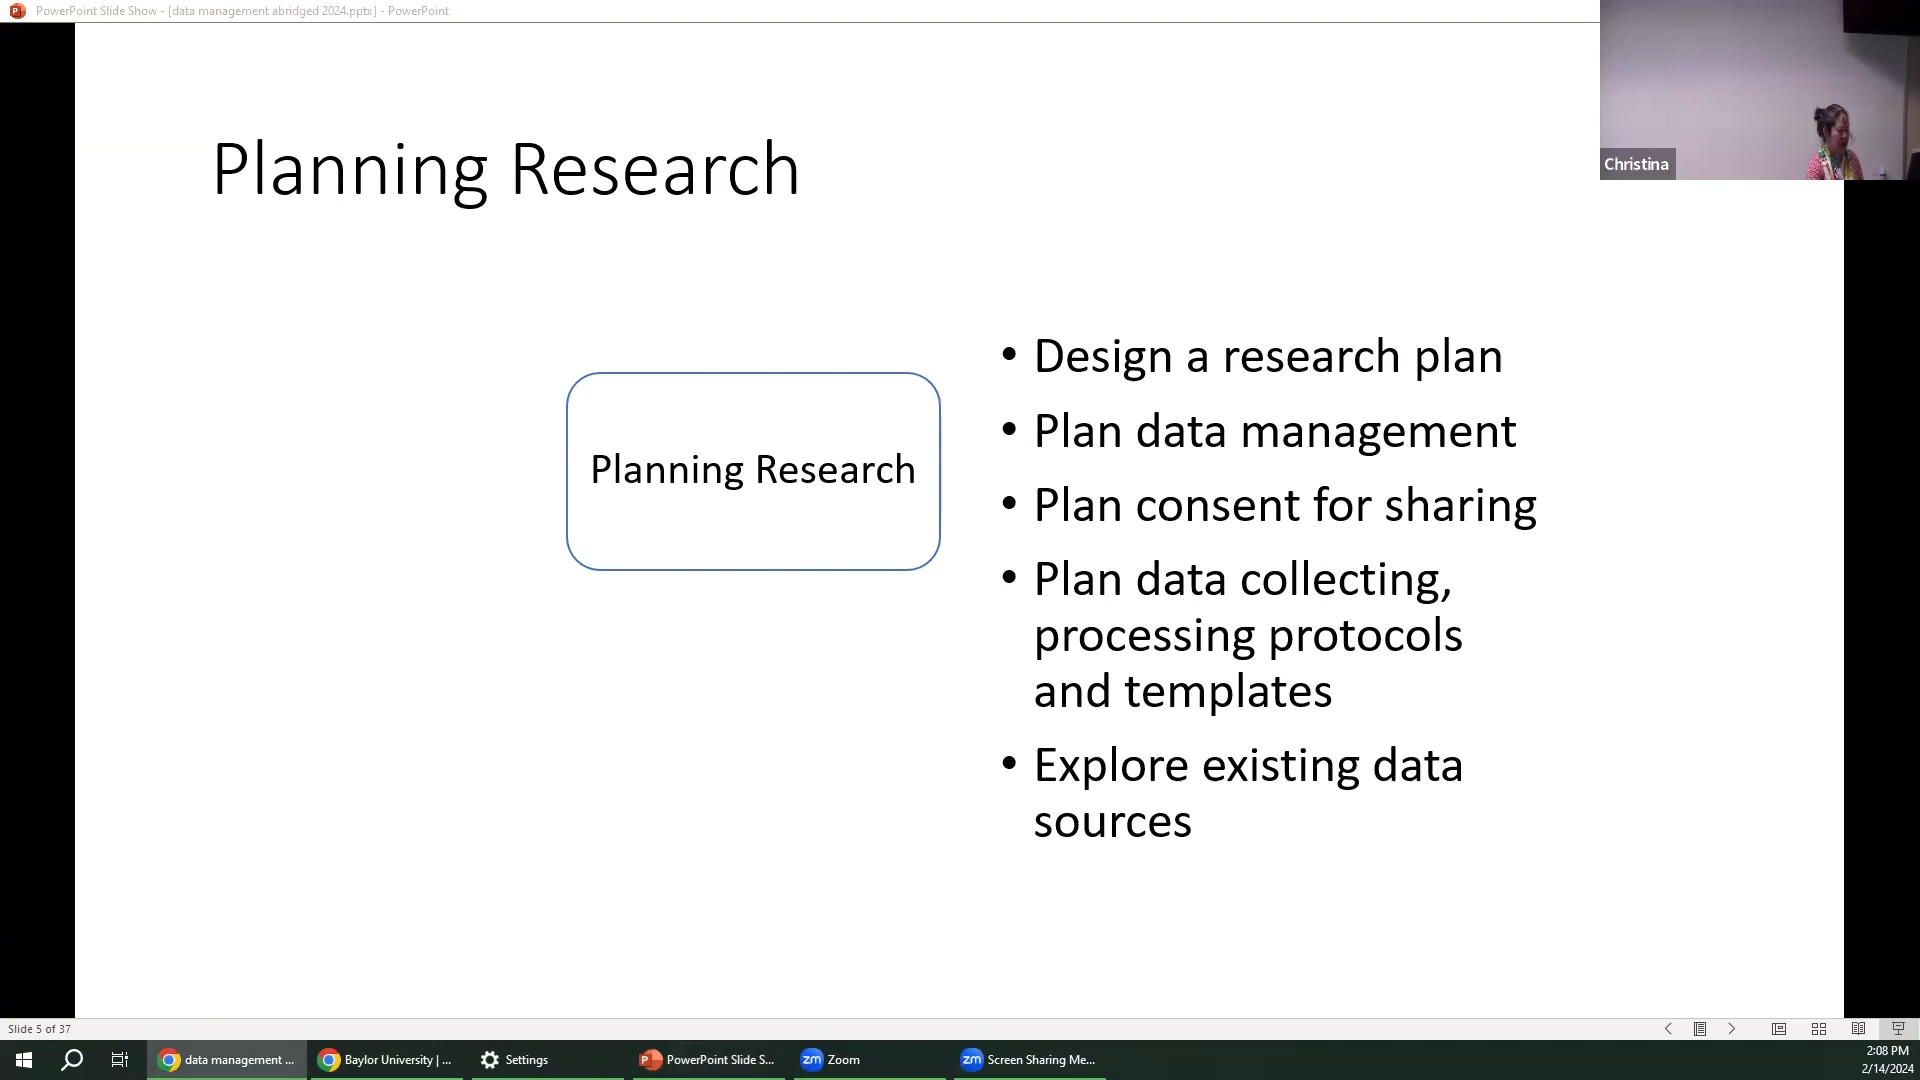 PowerPoint Slide Show - [data management abridged 2024.pptx] - PowerPoint
Christina
Planning Research
Planning Research
• Design a research plan
• Plan data management
• Plan consent for sharing
• Plan data collecting,
processing protocols
and templates
• Explore existing data
sources
Slide 5 of 37
data management ...
Baylor University | ...
Settings
PowerPoint Slide S...
zm Zoom
zm Screen Sharing Me...
2:08 PM
2/14/2024